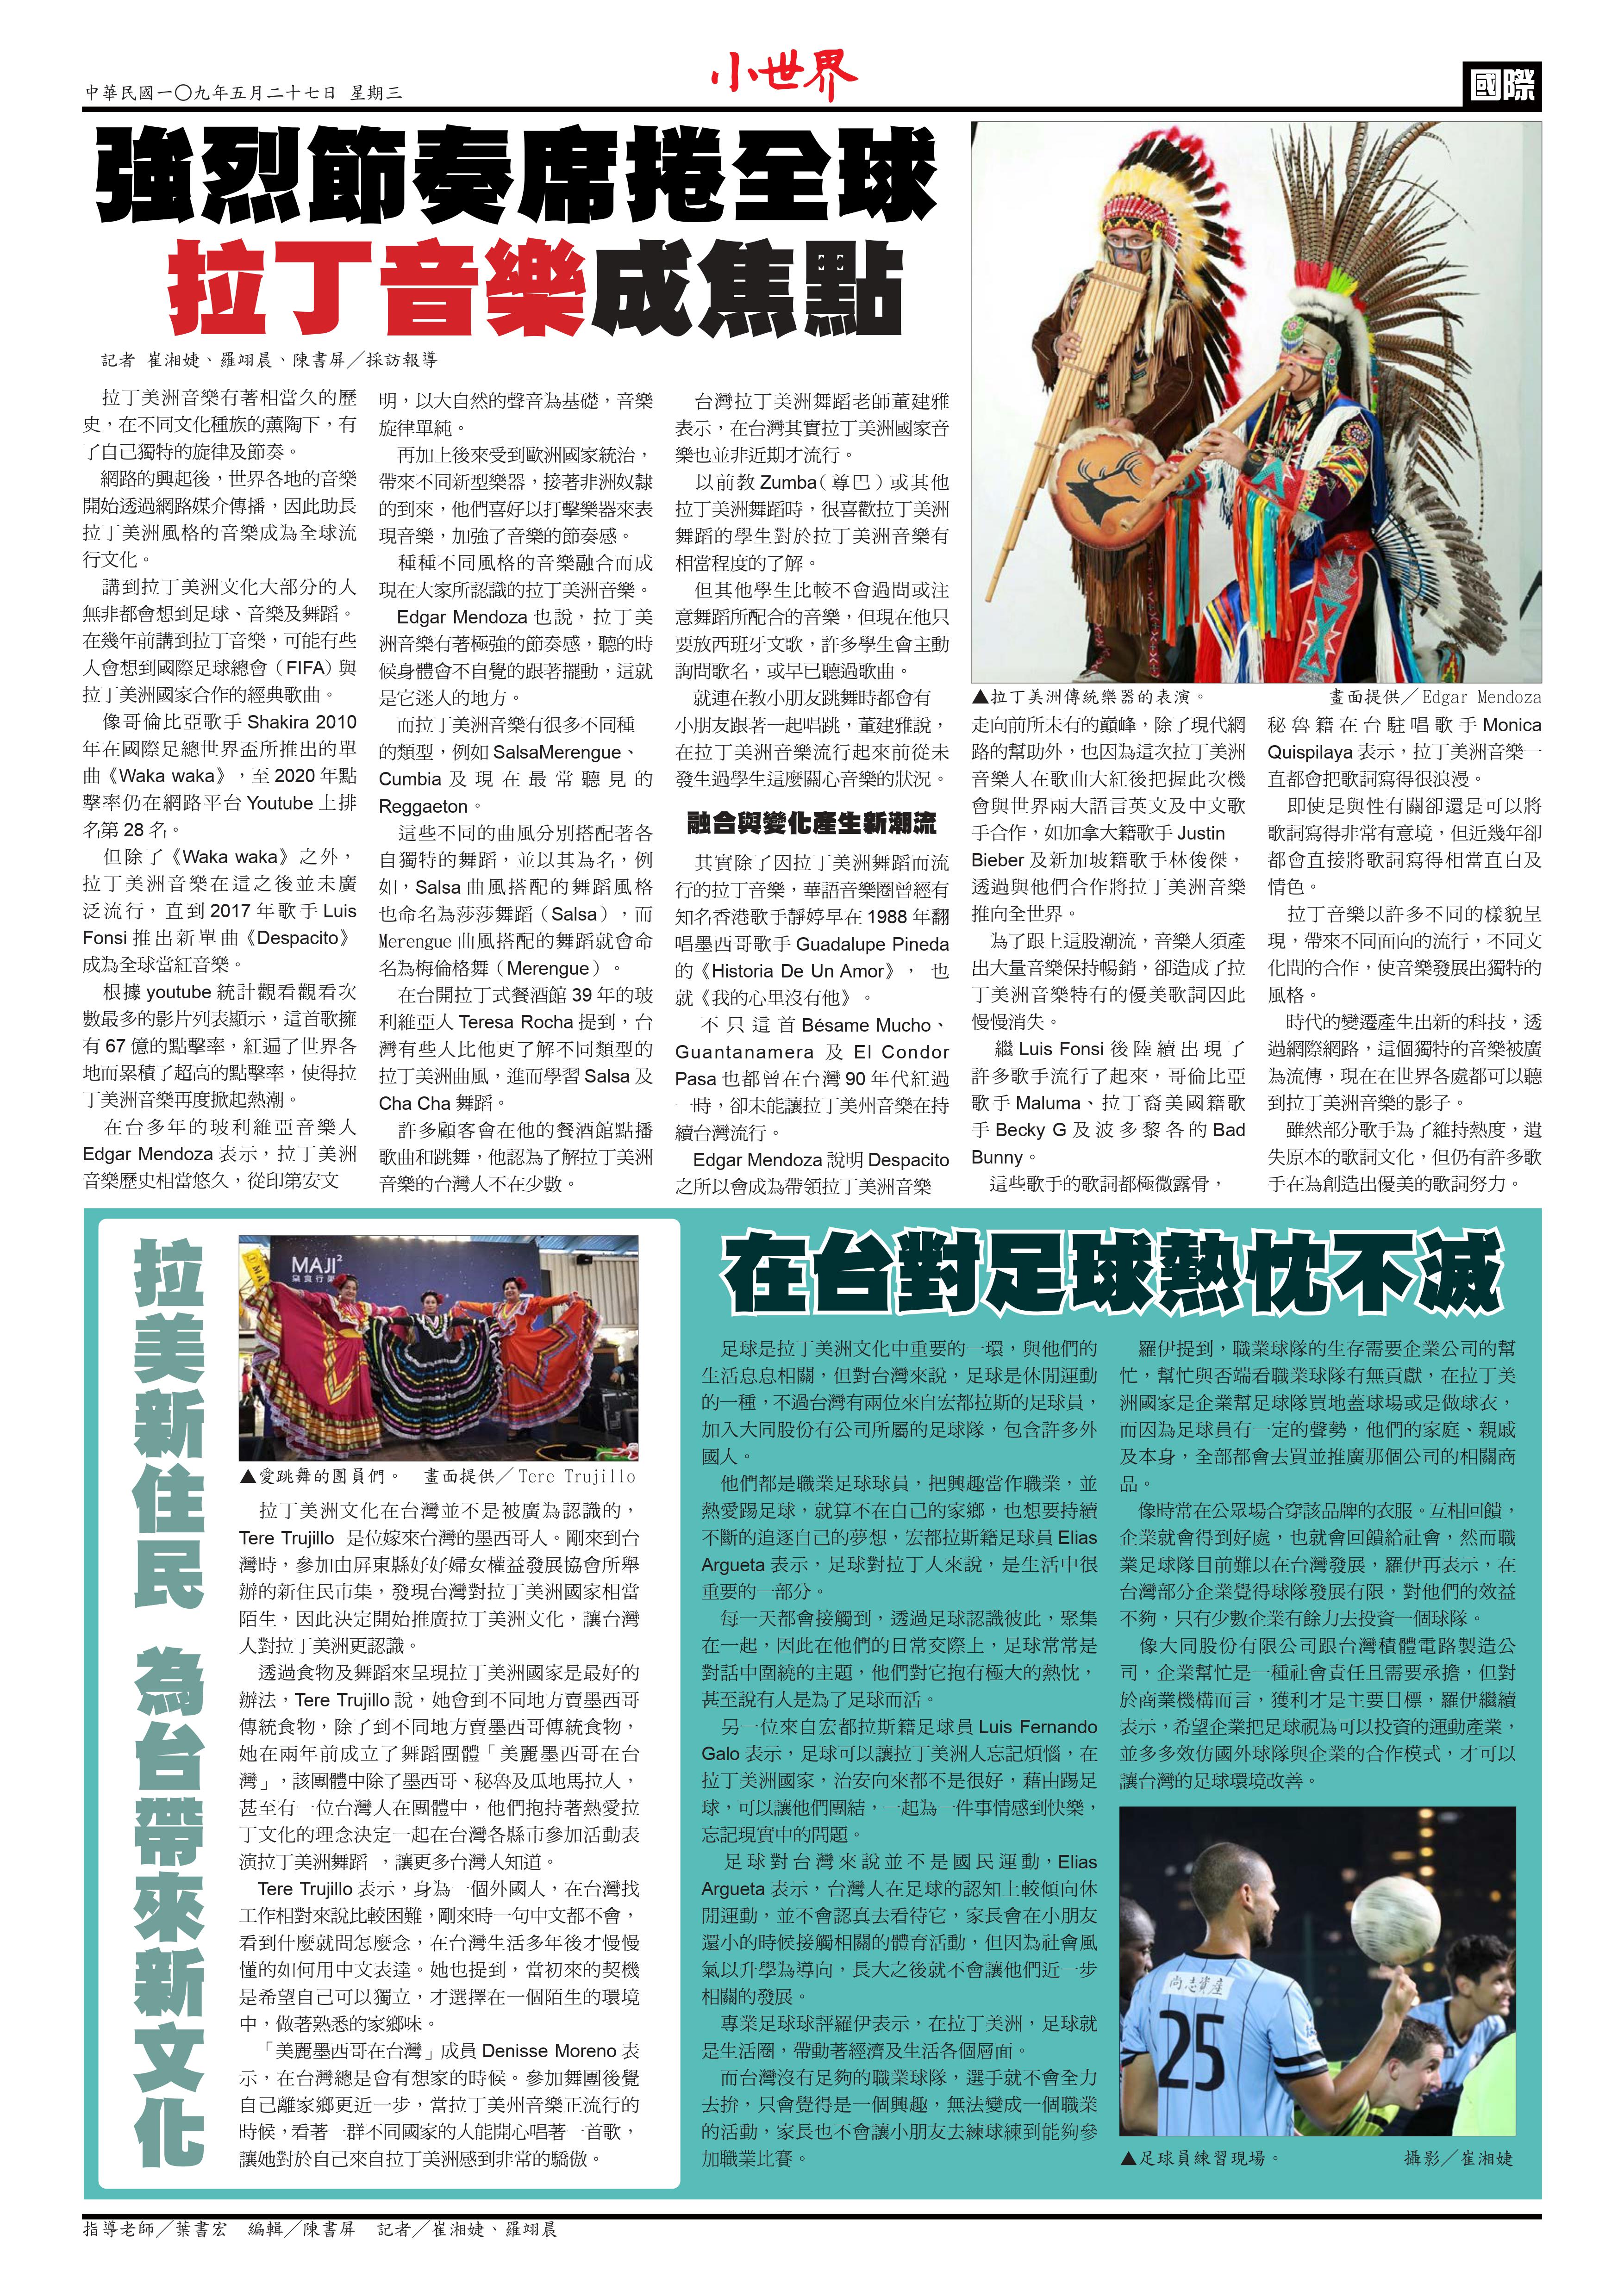 中華民國一〇九年五月二十七日 星期三
小世界
國際
強烈節奏席捲全球
拉丁音樂成焦點
記者 崔湘婕、羅翊晨、陳書屏／採訪報導
拉丁美洲音樂有著相當久的歷
史，在不同文化種族的薰陶下，有
了自己獨特的旋律及節奏。
網路的興起後，世界各地的音樂
開始透過網路媒介傳播，因此助長
拉丁美洲風格的音樂成為全球流
行文化。
講到拉丁美洲文化大部分的人
無非都會想到足球、音樂及舞蹈。
在幾年前講到拉丁音樂，可能有些
人會想到國際足球總會（FIFA）與
拉丁美洲國家合作的經典歌曲。
像哥倫比亞歌手 Shakira 2010
年在國際足總世界盃所推出的單
曲《Waka waka》，至 2020 年點
擊率仍在網路平台 Youtube 上排
名第 28 名。
但除了《Waka waka》之外，
拉丁美洲音樂在這之後並未廣
泛流行，直到 2017 年歌手 Luis
Fonsi 推出新單曲《Despacito》
成為全球當紅音樂。
根據 youtube 統計觀看觀看次
數最多的影片列表顯示，這首歌擁
有 67 億的點擊率，紅遍了世界各
地而累積了超高的點擊率，使得拉
丁美洲音樂再度掀起熱潮。
在台多年的玻利維亞音樂人
Edgar Mendoza 表示，拉丁美洲
音樂歷史相當悠久，從印第安文
明，以大自然的聲音為基礎，音樂
旋律單純。
再加上後來受到歐洲國家統治，
帶來不同新型樂器，接著非洲奴隸
的到來，他們喜好以打擊樂器來表
現音樂，加強了音樂的節奏感。
種種不同風格的音樂融合而成
現在大家所認識的拉丁美洲音樂。
Edgar Mendoza 也說，拉丁美
洲音樂有著極強的節奏感，聽的時
候身體會不自覺的跟著擺動，這就
是它迷人的地方。
而拉丁美洲音樂有很多不同種
的類型，例如 SalsaMerengue、
Cumbia 及現在最常聽見的
Reggaeton。
這些不同的曲風分別搭配著各
自獨特的舞蹈，並以其為名，例
如，Salsa 曲風搭配的舞蹈風格
也命名為莎莎舞蹈（Salsa），而
Merengue 曲風搭配的舞蹈就會命
名為梅倫格舞（Merengue）。
在台開拉丁式餐酒館 39 年的玻
利維亞人 Teresa Rocha 提到，台
灣有些人比他更了解不同類型的
拉丁美洲曲風，進而學習 Salsa 及
Cha Cha 舞蹈。
許多顧客會在他的餐酒館點播
歌曲和跳舞，他認為了解拉丁美洲
音樂的台灣人不在少數。
台灣拉丁美洲舞蹈老師董建雅
表示，在台灣其實拉丁美洲國家音
樂也並非近期才流行。
以前教 Zumba（尊巴）或其他
拉丁美洲舞蹈時，很喜歡拉丁美洲
舞蹈的學生對於拉丁美洲音樂有
相當程度的了解。
但其他學生比較不會過問或注
意舞蹈所配合的音樂，但現在他只
要放西班牙文歌，許多學生會主動
詢問歌名，或早已聽過歌曲。
就連在教小朋友跳舞時都會有
小朋友跟著一起唱跳，董建雅說，
在拉丁美洲音樂流行起來前從未
發生過學生這麼關心音樂的狀況。
融合與變化產生新潮流
其實除了因拉丁美洲舞蹈而流
行的拉丁音樂，華語音樂圈曾經有
知名香港歌手靜婷早在 1988 年翻
唱墨西哥歌手 Guadalupe Pineda
的《Historia De Un Amor》， 也
就《我的心里沒有他》。
不只這首 Bésame Mucho、
Guantanamera 及 El Condor
Pasa 也都曾在台灣 90 年代紅過
一時，卻未能讓拉丁美州音樂在持
續台灣流行。
Edgar Mendoza 說明 Despacito
之所以會成為帶領拉丁美洲音樂
▲拉丁美洲傳統樂器的表演。 畫面提供／Edgar Mendoza
走向前所未有的巔峰，除了現代網
路的幫助外，也因為這次拉丁美洲
音樂人在歌曲大紅後把握此次機
會與世界兩大語言英文及中文歌
手合作，如加拿大籍歌手 Justin
Bieber 及新加坡籍歌手林俊傑，
透過與他們合作將拉丁美洲音樂
推向全世界。
為了跟上這股潮流，音樂人須產
出大量音樂保持暢銷，卻造成了拉
丁美洲音樂特有的優美歌詞因此
慢慢消失。
繼 Luis Fonsi 後陸續出現了
許多歌手流行了起來，哥倫比亞
歌手 Maluma、拉丁裔美國籍歌
手 Becky G 及波多黎各的 Bad
Bunny。
這些歌手的歌詞都極微露骨，
秘魯籍在台駐唱歌手 Monica
Quispilaya 表示，拉丁美洲音樂一
直都會把歌詞寫得很浪漫。
即使是與性有關卻還是可以將
歌詞寫得非常有意境，但近幾年卻
都會直接將歌詞寫得相當直白及
情色。
拉丁音樂以許多不同的樣貌呈
現，帶來不同面向的流行，不同文
化間的合作，使音樂發展出獨特的
風格。
時代的變遷產生出新的科技，透
過網際網路，這個獨特的音樂被廣
為流傳，現在在世界各處都可以聽
到拉丁美洲音樂的影子。
雖然部分歌手為了維持熱度，遺
失原本的歌詞文化，但仍有許多歌
手在為創造出優美的歌詞努力。
拉美新住民 為台帶來新文化
MAJI²
▲愛跳舞的團員們。 畫面提供／Tere Trujillo
拉丁美洲文化在台灣並不是被廣為認識的，
Tere Trujillo 是位嫁來台灣的墨西哥人。剛來到台
灣時，參加由屏東縣好好婦女權益發展協會所舉
辦的新住民市集，發現台灣對拉丁美洲國家相當
陌生，因此決定開始推廣拉丁美洲文化，讓台灣
人對拉丁美洲更認識。
透過食物及舞蹈來呈現拉丁美洲國家是最好的
辦法，Tere Trujillo 說，她會到不同地方賣墨西哥
傳統食物，除了到不同地方賣墨西哥傳統食物，
她在兩年前成立了舞蹈團體「美麗墨西哥在台
灣」，該團體中除了墨西哥、秘魯及瓜地馬拉人，
甚至有一位台灣人在團體中，他們抱持著熱愛拉
丁文化的理念決定一起在台灣各縣市參加活動表
演拉丁美洲舞蹈 ，讓更多台灣人知道。
Tere Trujillo 表示，身為一個外國人，在台灣找
工作相對來說比較困難，剛來時一句中文都不會，
看到什麼就問怎麼念，在台灣生活多年後才慢慢
懂的如何用中文表達。她也提到，當初來的契機
是希望自己可以獨立，才選擇在一個陌生的環境
中，做著熟悉的家鄉味。
「美麗墨西哥在台灣」成員 Denisse Moreno 表
示，在台灣總是會有想家的時候。參加舞團後覺
自己離家鄉更近一步，當拉丁美州音樂正流行的
時候，看著一群不同國家的人能開心唱著一首歌，
讓她對於自己來自拉丁美洲感到非常的驕傲。
在台對足球熱忱不滅
足球是拉丁美洲文化中重要的一環，與他們的
生活息息相關，但對台灣來說，足球是休閒運動
的一種，不過台灣有兩位來自宏都拉斯的足球員，
加入大同股份有公司所屬的足球隊，包含許多外
國人。
他們都是職業足球球員，把興趣當作職業，並
熱愛踢足球，就算不在自己的家鄉，也想要持續
不斷的追逐自己的夢想，宏都拉斯籍足球員 Elias
Argueta 表示，足球對拉丁人來說，是生活中很
重要的一部分。
每一天都會接觸到，透過足球認識彼此，聚集
在一起，因此在他們的日常交際上，足球常常是
對話中圍繞的主題，他們對它抱有極大的熱忱，
甚至說有人是為了足球而活。
另一位來自宏都拉斯籍足球員 Luis Fernando
Galo 表示，足球可以讓拉丁美洲人忘記煩惱，在
拉丁美洲國家，治安向來都不是很好，藉由踢足
球，可以讓他們團結，一起為一件事情感到快樂，
忘記現實中的問題。
足球對台灣來說並不是國民運動，Elias
Argueta 表示，台灣人在足球的認知上較傾向休
閒運動，並不會認真去看待它，家長會在小朋友
還小的時候接觸相關的體育活動，但因為社會風
氣以升學為導向，長大之後就不會讓他們近一步
相關的發展。
專業足球球評羅伊表示，在拉丁美洲，足球就
是生活圈，帶動著經濟及生活各個層面。
而台灣沒有足夠的職業球隊，選手就不會全力
去拚，只會覺得是一個興趣，無法變成一個職業
的活動，家長也不會讓小朋友去練球練到能夠參
加職業比賽。
羅伊提到，職業球隊的生存需要企業公司的幫
忙，幫忙與否端看職業球隊有無貢獻，在拉丁美
洲國家是企業幫足球隊買地蓋球場或是做球衣，
而因為足球員有一定的聲勢，他們的家庭、親戚
及本身，全部都會去買並推廣那個公司的相關商
品。
像時常在公眾場合穿該品牌的衣服。互相回饋，
企業就會得到好處，也就會回饋給社會，然而職
業足球隊目前難以在台灣發展，羅伊再表示，在
台灣部分企業覺得球隊發展有限，對他們的效益
不夠，只有少數企業有餘力去投資一個球隊。
像大同股份有限公司跟台灣積體電路製造公
司，企業幫忙是一種社會責任且需要承擔，但對
於商業機構而言，獲利才是主要目標，羅伊繼續
表示，希望企業把足球視為可以投資的運動產業，
並多多效仿國外球隊與企業的合作模式，才可以
讓台灣的足球環境改善。
尚志資產
25
▲足球員練習現場。 攝影／崔湘婕
指導老師／葉書宏 編輯／陳書屏 記者／崔湘婕、羅翊晨